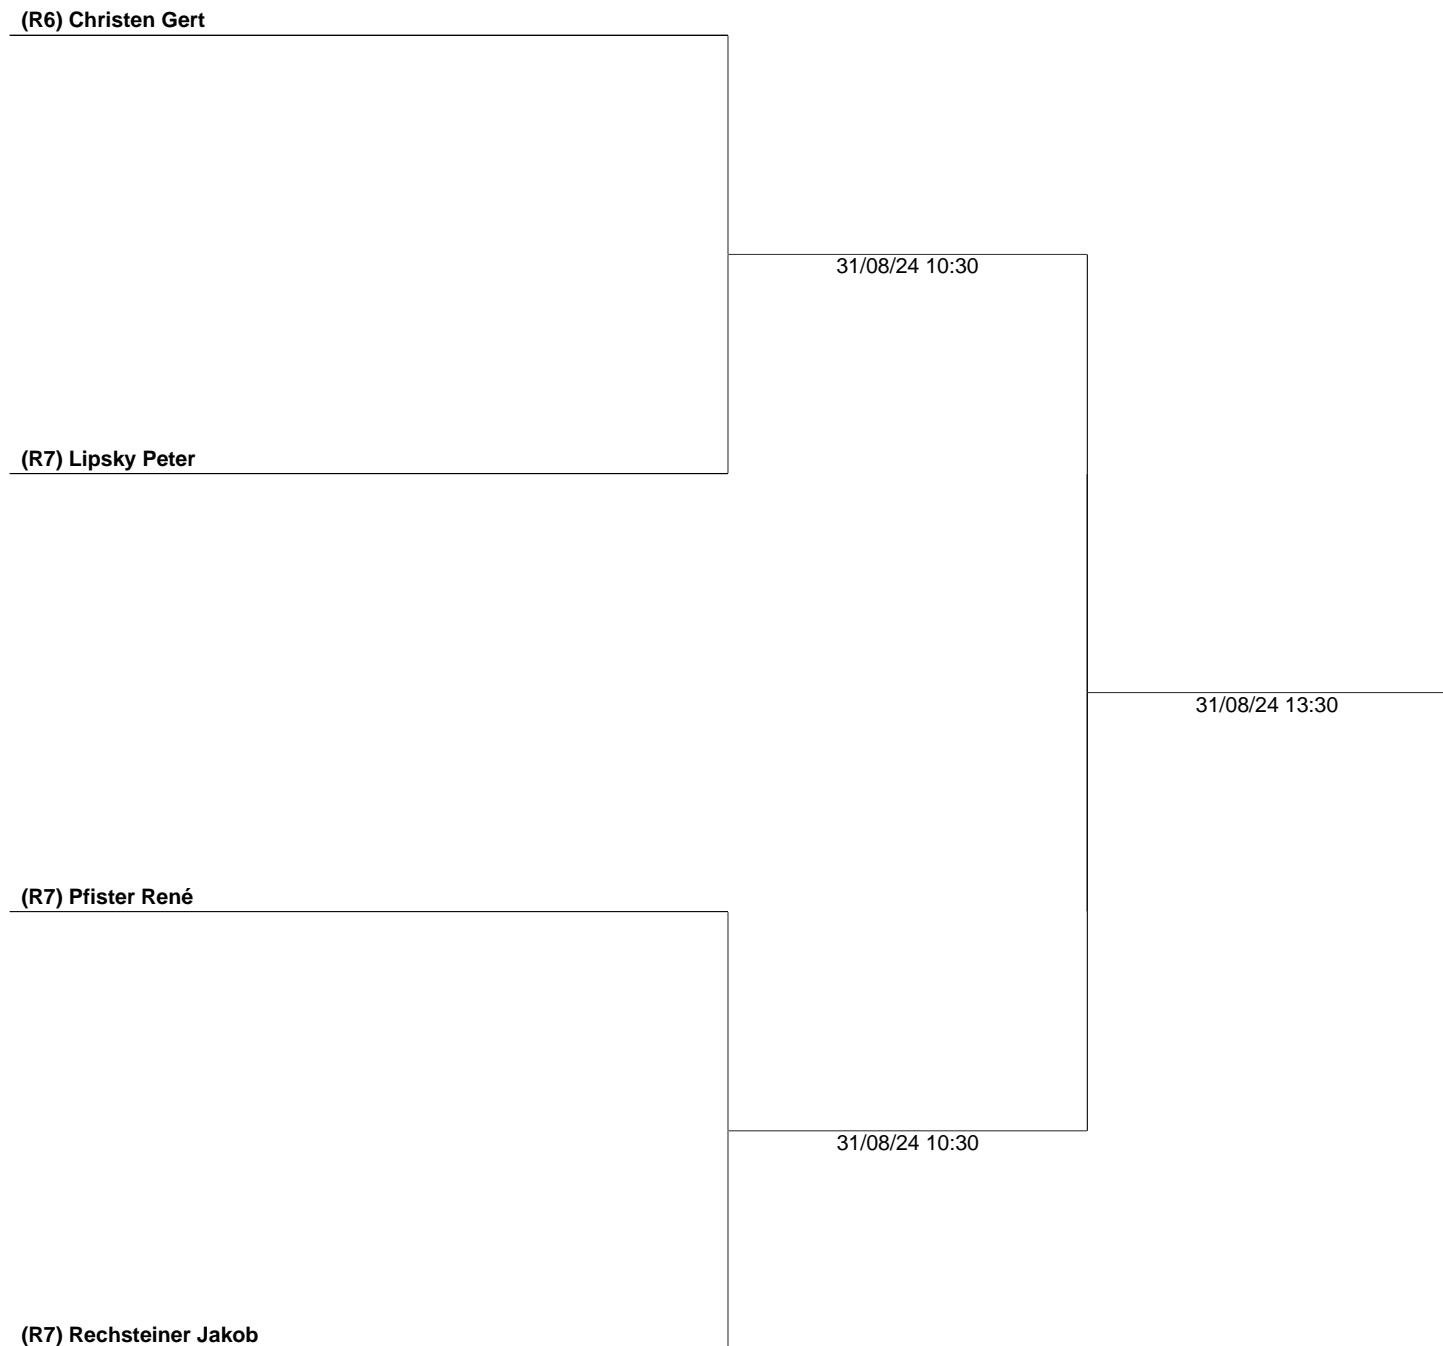 (R6) Christen Gert
31/08/24 10:30
(R7) Lipsky Peter
31/08/24 13:30
(R7) Pfister René
31/08/24 10:30
(R7) Rechsteiner Jakob